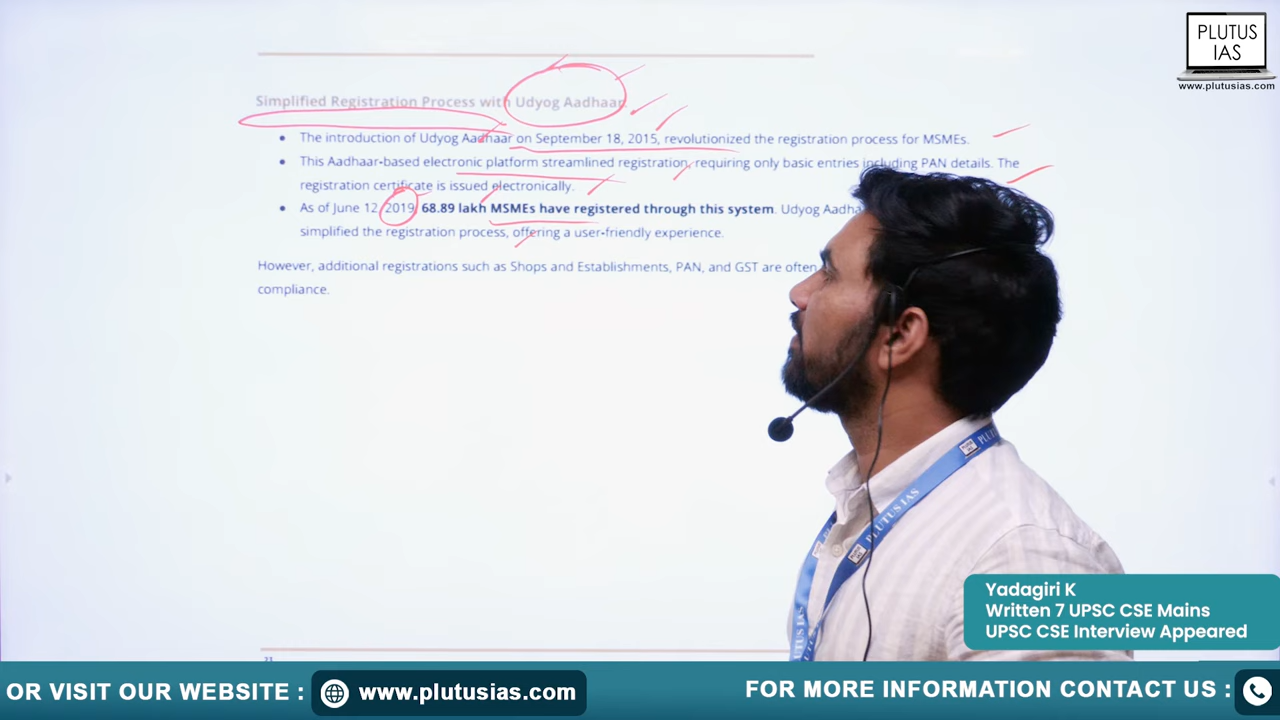 PLUTUS
IAS
www.plutusias.com
Simplified Registration Process with Udyog Aadhaar
The introduction of Udyog Aadhaar on September 18, 2015, revolutionized the registration process for MSMEs.
This Aadhaar-based electronic platform streamlined registration, requiring only basic entries including PAN details. The
registration certificate is issued electronically.
As of June 12, 2019, 68.89 lakh MSMEs have registered through this system. Udyog Aadha
simplified the registration process, offering a user-friendly experience.
However, additional registrations such as Shops and Establishments, PAN, and GST are often
compliance.
PLUTUS IAS
Yadagiri K
Written 7 UPSC CSE Mains
UPSC CSE Interview Appeared
OR VISIT OUR WEBSITE : www.plutusias.com FOR MORE INFORMATION CONTACT US :